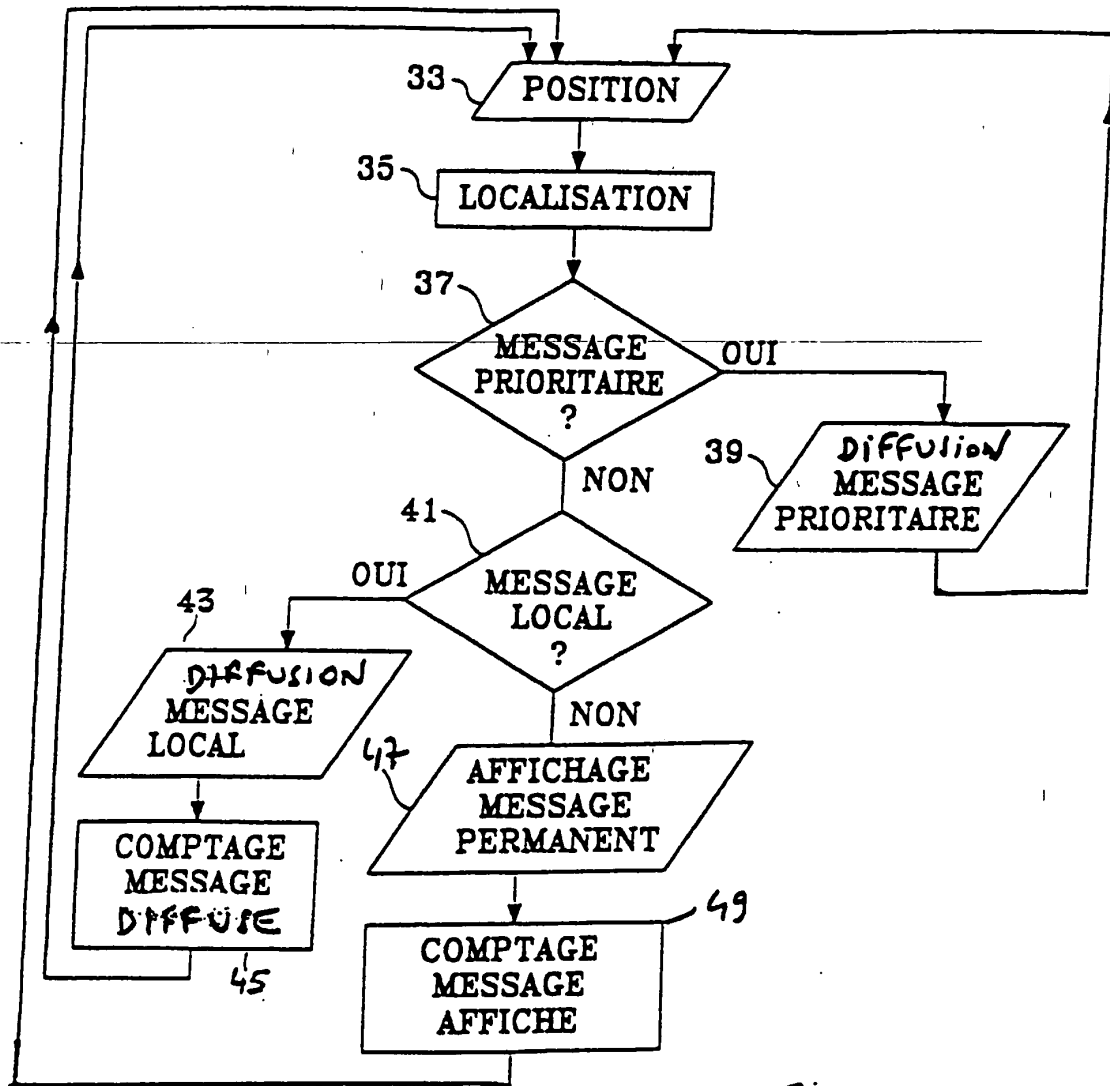 33
POSITION
35
LOCALISATION
37
MESSAGE
PRIORITAIRE
?
OUI
NON
39
DIFFUSION
MESSAGE
PRIORITAIRE
41
MESSAGE
LOCAL
?
OUI
NON
43
DIFFUSION
MESSAGE
LOCAL
47
AFFICHAGE
MESSAGE
PERMANENT
COMPTAGE
MESSAGE
DIFFUSE
45
49
COMPTAGE
MESSAGE
AFFICHE